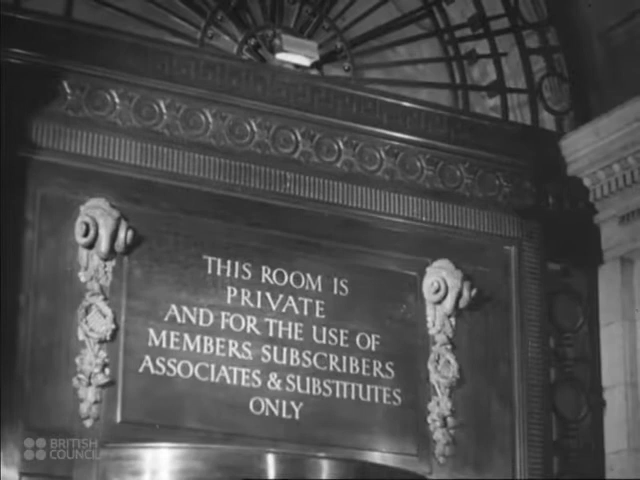 THIS ROOM IS
PRIVATE
AND FOR THE USE OF
MEMBERS, SUBSCRIBERS
ASSOCIATES & SUBSTITUTES
ONLY
BRITISH
COUNCIL